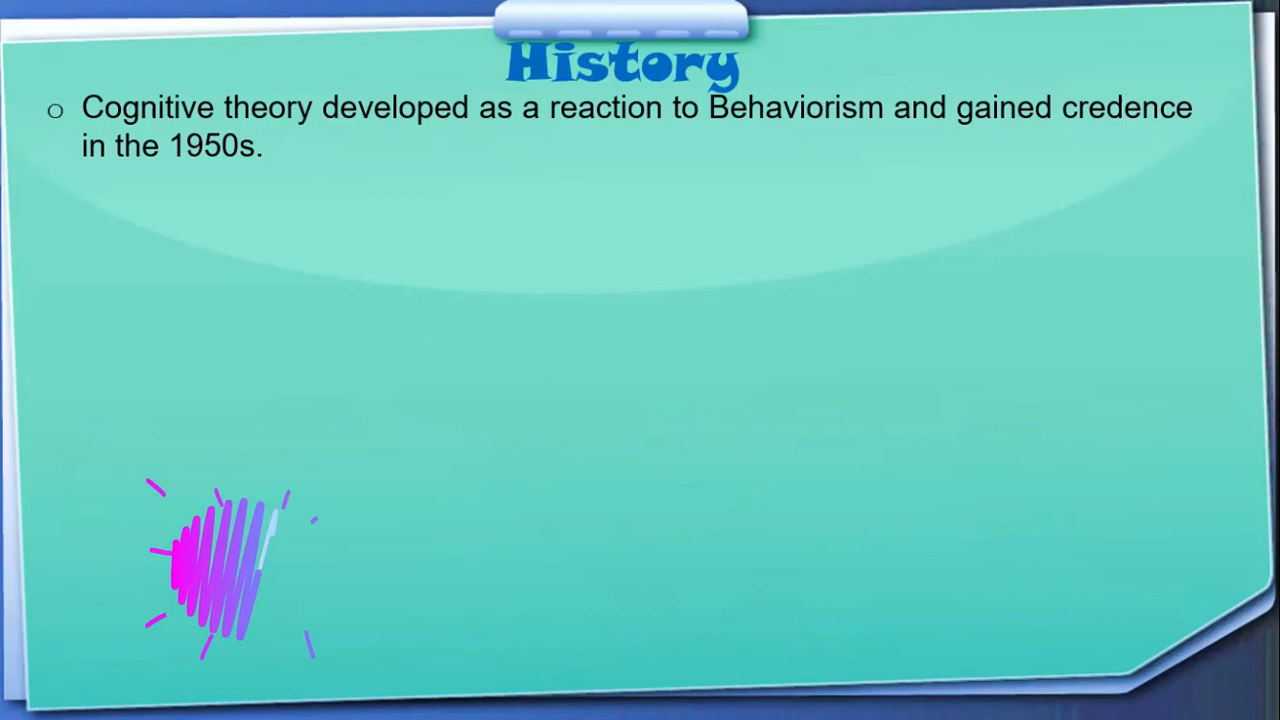 History
o Cognitive theory developed as a reaction to Behaviorism and gained credence
in the 1950s.